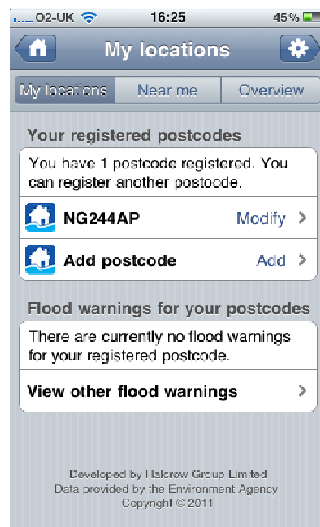 O2-UK 16:25 45%
My locations
My locations Near me Overview
Your registered postcodes
You have 1 postcode registered. You
can register another postcode.
NG244AP Modify
Add postcode Add
Flood warnings for your postcodes
There are currently no flood warnings
for your registered postcode.
View other flood warnings
Developed by Halcrow Group Limited
Data provided by the Environment Agency
Copyright © 2011